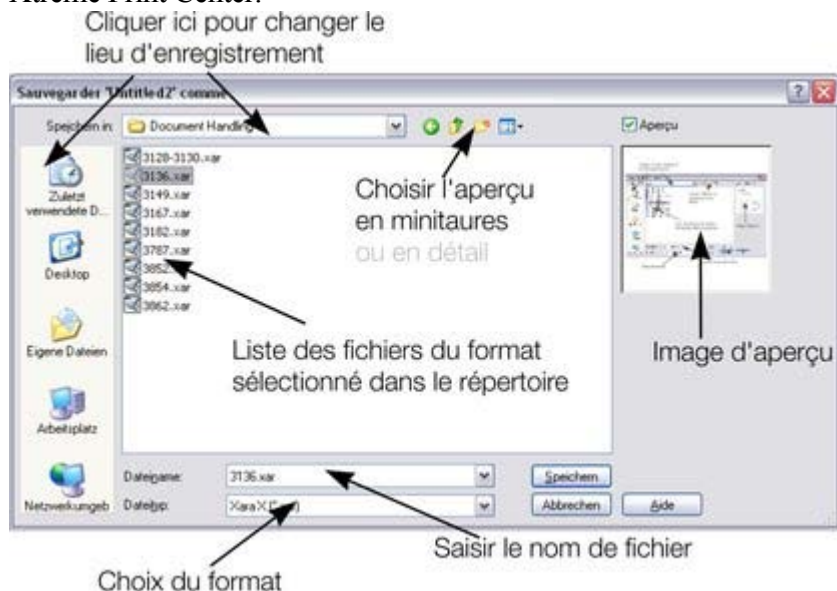 Cliquer ici pour changer le
lieu d'enregistrement
Sauvegarder 'Untitled2' comme
Speichern in:
Document Handling
Aperçu
3128-3130.xar
3136.xar
3149.xar
3167.xar
3182.xar
3787.xar
3852
3854.xar
3862.xar
Zuletzt
verwendete D...
Desktop
Eigene Dateien
Arbeitsplatz
Netzwerkumgeb
Choisir l'aperçu
en minitaures
ou en détail
Liste des fichiers du format
sélectionné dans le répertoire
Image d'aperçu
Dateiname:
3136.xar
Speichern
Dateityp:
Xara X
Abbrechen
Aide
Saisir le nom de fichier
Choix du format